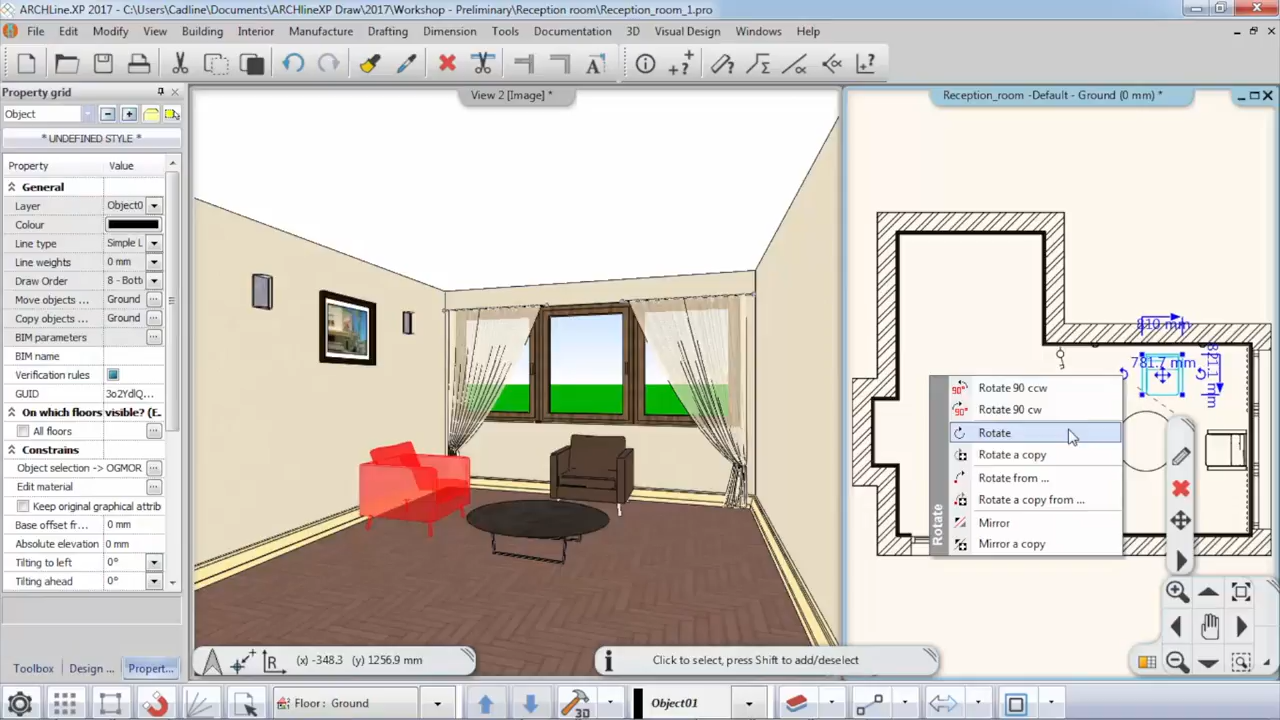 ARCHLine.XP 2017 - C:\Users\Cadline\Documents\ARCHlineXP Draw\2017\Workshop - Preliminary\Reception room\Reception_room_1.pro
File Edit Modify View Building Interior Manufacture Drafting Dimension Tools Documentation 3D Visual Design Windows Help
Property grid
Object
* UNDEFINED STYLE *
Property Value
General
Layer Object0
Colour
Line type Simple L
Line weights 0 mm
Draw Order 8 - Bott
Move objects ... Ground
Copy objects ... Ground
BIM parameters
BIM name
Verification rules
GUID 3o2YdlQ...
On which floors visible? (E...
All floors
Constrains
Object selection -> OGMOR
Edit material
Keep original graphical attrib
Base offset fr... 0 mm
Absolute elevation 0 mm
Tilting to left 0°
Tilting ahead 0°
Toolbox Design ... Propert...
View 2 [Image] *
Reception_room -Default - Ground (0 mm) *
810 mm
781.7 mm
Rotate
Rotate 90 ccw
Rotate 90 cw
Rotate
Rotate a copy
Rotate from ...
Rotate a copy from ...
Mirror
Mirror a copy
(x) -348.3 (y) 1256.9 mm
Click to select, press Shift to add/deselect
Floor : Ground
3D
Object01